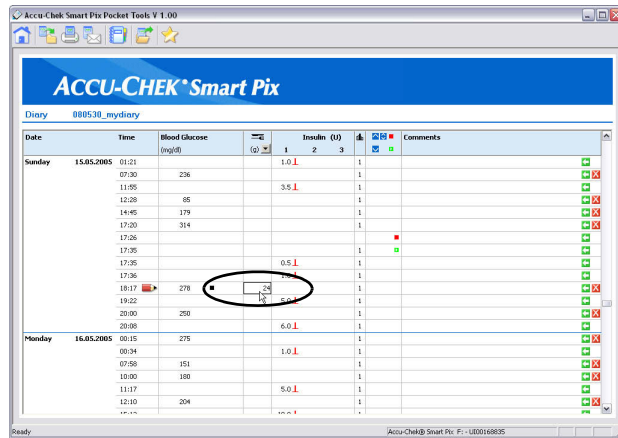 Accu-Chek Smart Pix Pocket Tools V 1.00
ACCU-CHEK® Smart Pix
Diary 080530_mydiary
Date Time Blood Glucose Insulin (U) Comments
(mg/dl) (g) 1 2 3
Sunday 15.05.2005 01:21 1.0 1
07:30 236 1
11:55 3.5 1
12:28 85 1
14:45 179 1
17:20 314 1
17:26
17:35 1
17:35 0.5 1
17:36 1.0 1
18:17 278 24 1
19:22 5.0 1
20:00 250 1
20:08 6.0 1
Monday 16.05.2005 00:15 275 1
00:34 1.0 1
07:58 151 1
10:00 180 1
11:17 5.0 1
12:10 204 1
Ready Accu-Chek® Smart Pix F: - UI00168835